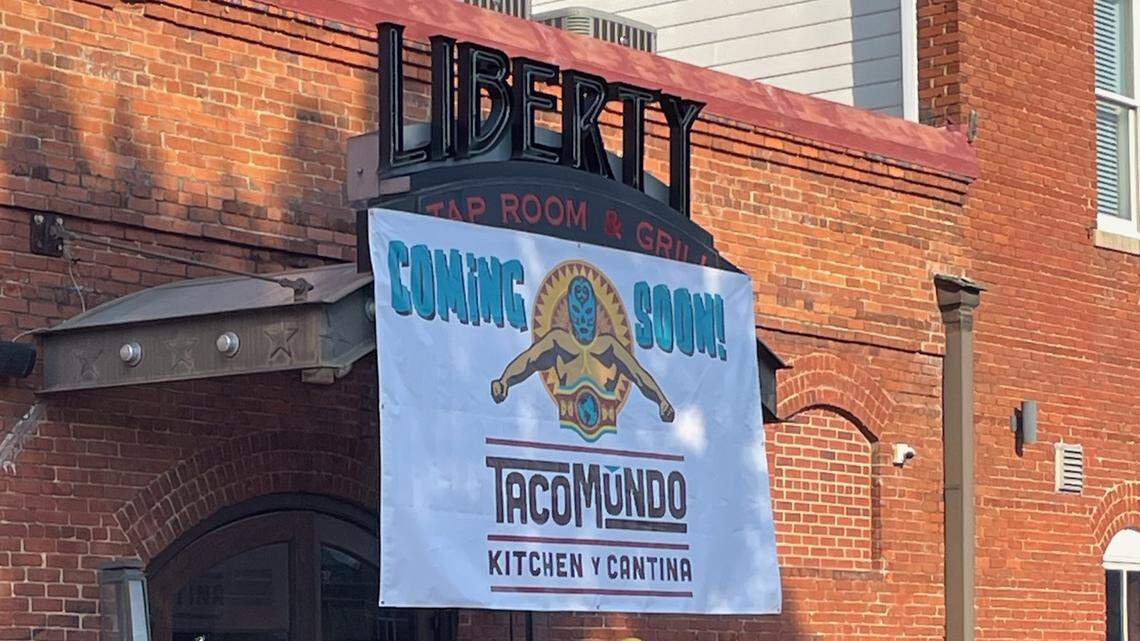 LIBERTY
TAP ROOM & GRILL
COMiNG SOON!
TACOMUNDO
KITCHEN Y CANTINA